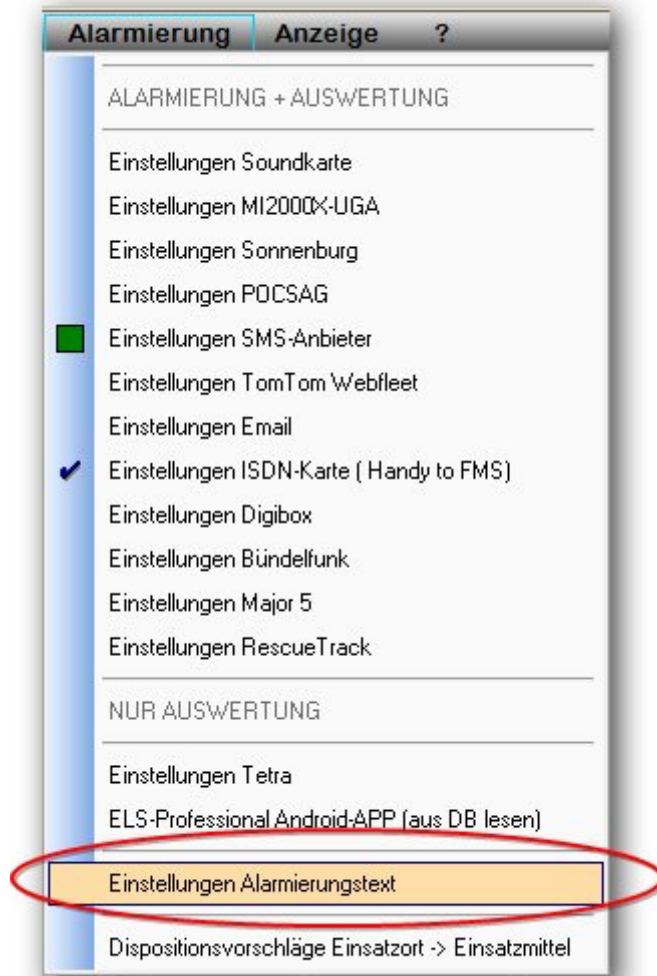 Alarmierung Anzeige ?
ALARMIERUNG + AUSWERTUNG
Einstellungen Soundkarte
Einstellungen MI2000X-UGA
Einstellungen Sonnenburg
Einstellungen POCSAG
Einstellungen SMS-Anbieter
Einstellungen TomTom Webfleet
Einstellungen Email
Einstellungen ISDN-Karte ( Handy to FMS)
Einstellungen Digibox
Einstellungen Bündelfunk
Einstellungen Major 5
Einstellungen RescueTrack
NUR AUSWERTUNG
Einstellungen Tetra
ELS-Professional Android-APP (aus DB lesen)
Einstellungen Alarmierungstext
Dispositionsvorschläge Einsatzort -> Einsatzmittel